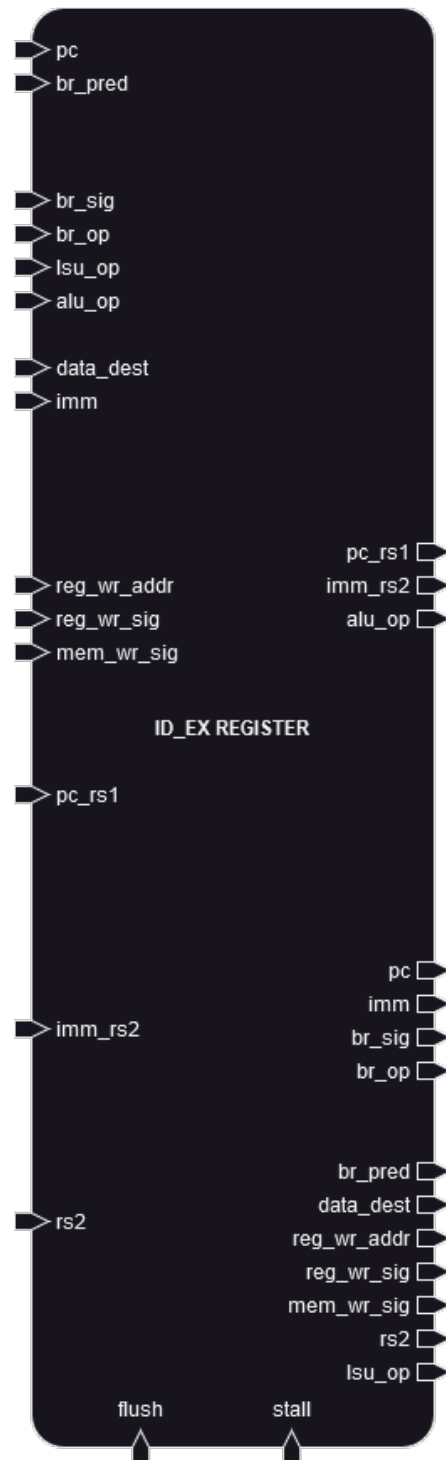 pc
br_pred
br_sig
br_op
lsu_op
alu_op
data_dest
imm
pc_rs1
reg_wr_addr
imm_rs2
reg_wr_sig
alu_op
mem_wr_sig
ID_EX REGISTER
pc_rs1
pc
imm
imm_rs2
br_sig
br_op
br_pred
data_dest
rs2
reg_wr_addr
reg_wr_sig
mem_wr_sig
rs2
lsu_op
flush
stall